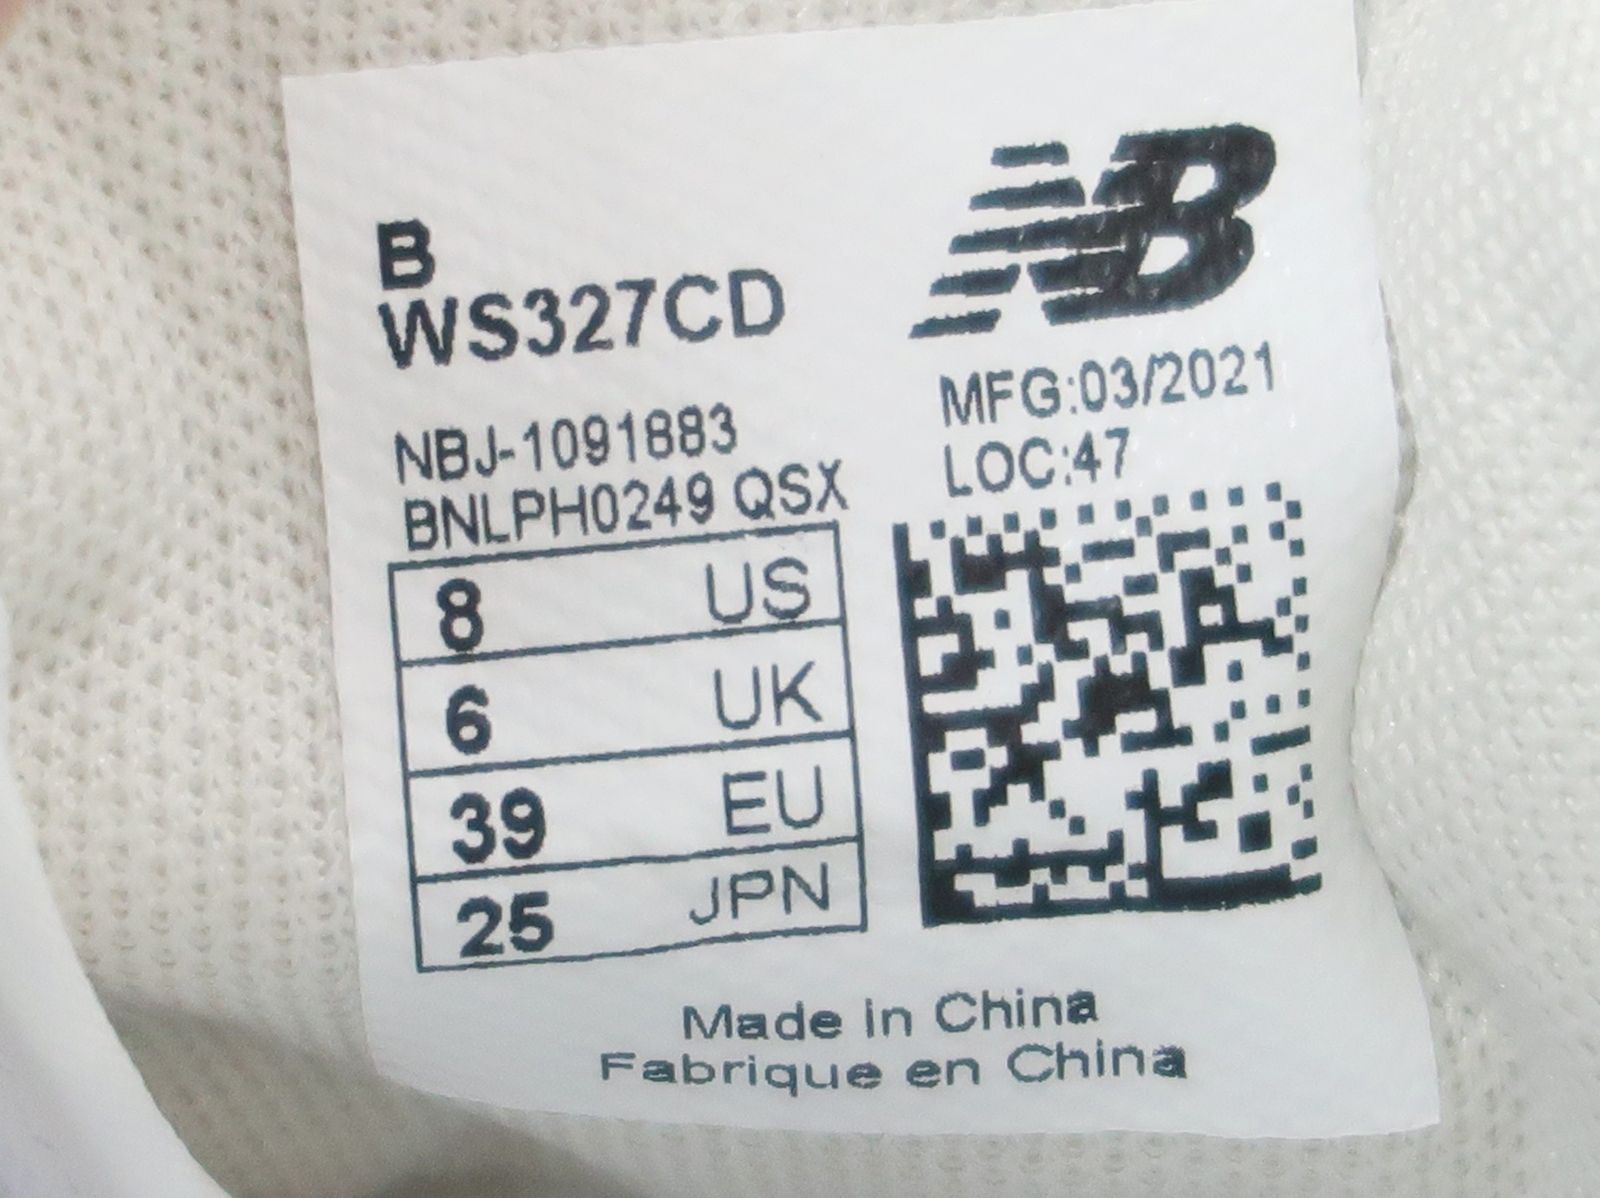 B
WS327CD
NBJ-1091883
BNLPH0249 QSX
8 US
6 UK
39 EU
25 JPN
NB
MFG:03/2021
LOC:47
Made in China
Fabrique en China